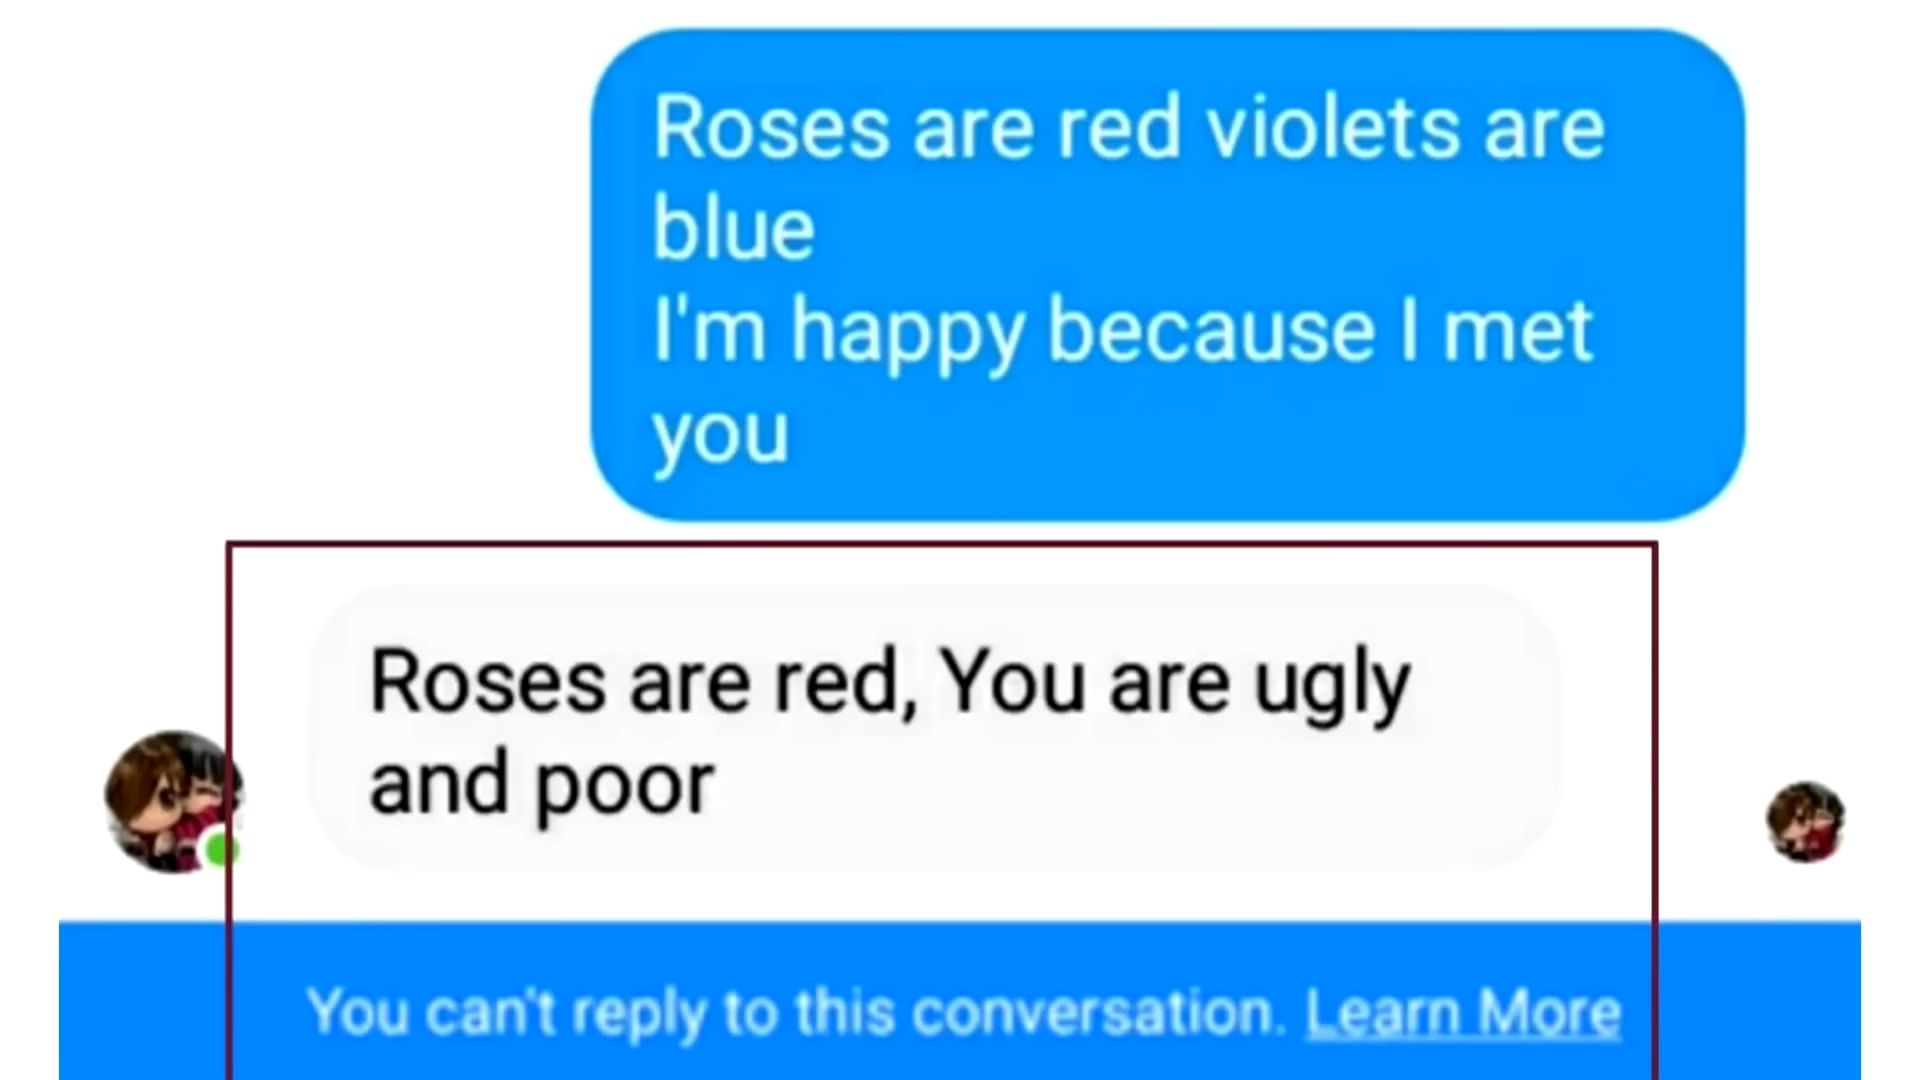 Roses are red violets are
blue
I'm happy because I met
you
Roses are red, You are ugly
and poor
You can't reply to this conversation. Learn More